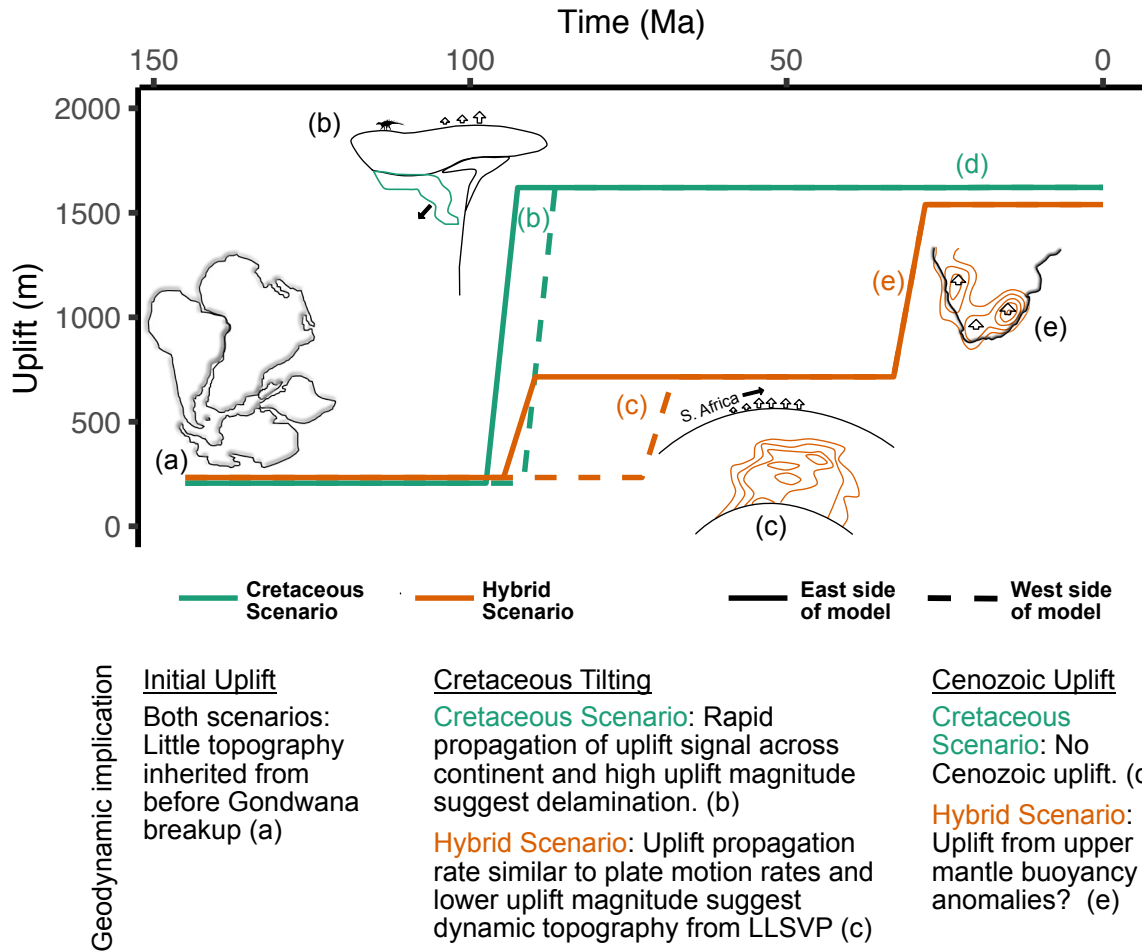 Time (Ma)
150 100 50 0
Uplift (m)
2000
1500
1000
500
0
(b)
(d)
(b)
(e)
(e)
(c)
S. Africa
(a)
(c)
Cretaceous
Scenario
Hybrid
Scenario
East side
of model
West side
of model
Geodynamic implication
Initial Uplift
Both scenarios:
Little topography
inherited from
before Gondwana
breakup (a)
Cretaceous Tilting
Cretaceous Scenario: Rapid
propagation of uplift signal across
continent and high uplift magnitude
suggest delamination. (b)
Hybrid Scenario: Uplift propagation
rate similar to plate motion rates and
lower uplift magnitude suggest
dynamic topography from LLSVP (c)
Cenozoic Uplift
Cretaceous
Scenario: No
Cenozoic uplift.
Hybrid Scenario:
Uplift from upper
mantle buoyancy
anomalies? (e)